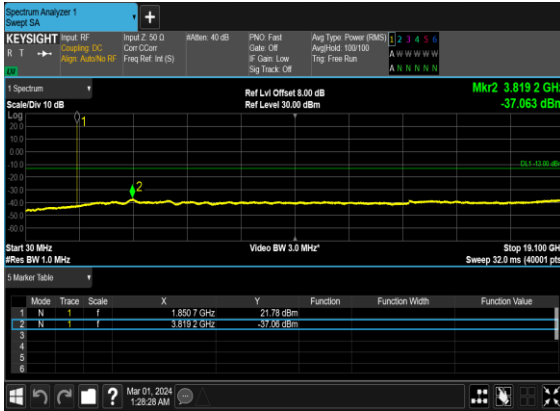 Spectrum Analyzer 1
Swept SA
+
KEYSIGHT Input: RF Input Z: 50 Ω #Atten: 40 dB PNO: Fast Avg Type: Power (RMS) 1 2 3 4 5 6
R T Coupling: DC Corr CCorr Gate: Off Avg|Hold: 100/100 A W W W W W
Align: Auto/No RF Freq Ref: Int (S) IF Gain: Low Trig: Free Run
LXI Sig Track: Off A N N N N N
1 Spectrum Ref Lvl Offset 8.00 dB Mkr2 3.819 2 GHz
Scale/Div 10 dB Ref Level 30.00 dBm -37.063 dBm
Log
20.0
10.0
0.00
-10.0
-20.0
-30.0
-40.0
-50.0
-60.0
1
2
DL1 -13.00 dBm
Start 30 MHz Video BW 3.0 MHz* Stop 19.100 GHz
#Res BW 1.0 MHz Sweep 32.0 ms (40001 pts)
5 Marker Table
Mode Trace Scale X Y Function Function Width Function Value
1 N 1 f 1.850 7 GHz 21.78 dBm
2 N 1 f 3.819 2 GHz -37.06 dBm
3
4
5
6
? Mar 01, 2024
1:28:28 AM